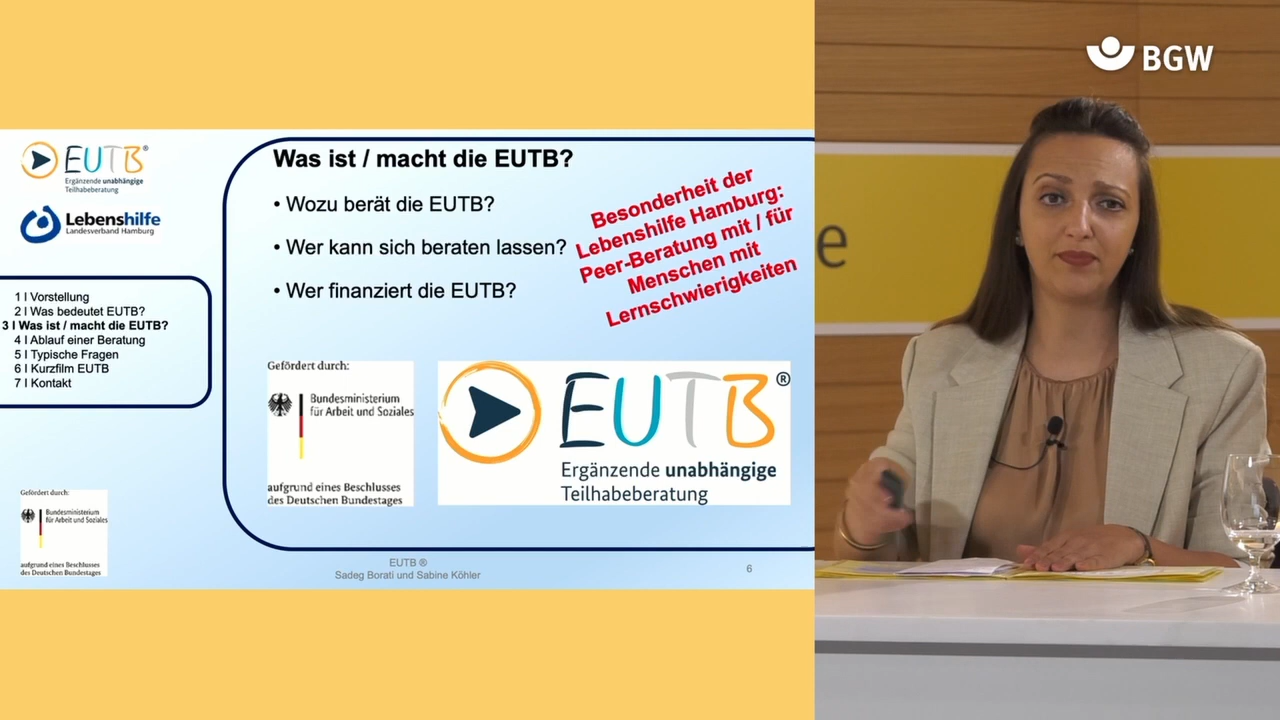 EUTB®
Ergänzende unabhängige
Teilhabeberatung
Lebenshilfe
Landesverband Hamburg
1 I Vorstellung
2 I Was bedeutet EUTB?
3 I Was ist / macht die EUTB?
4 I Ablauf einer Beratung
5 I Typische Fragen
6 I Kurzfilm EUTB
7 I Kontakt
Gefördert durch:
Bundesministerium
für Arbeit und Soziales
aufgrund eines Beschlusses
des Deutschen Bundestages
Was ist / macht die EUTB?
• Wozu berät die EUTB?
• Wer kann sich beraten lassen?
• Wer finanziert die EUTB?
Besonderheit der
Lebenshilfe Hamburg:
Peer-Beratung mit / für
Menschen mit
Lernschwierigkeiten
Gefördert durch:
Bundesministerium
für Arbeit und Soziales
aufgrund eines Beschlusses
des Deutschen Bundestages
EUTB®
Ergänzende unabhängige
Teilhabeberatung
EUTB ®
Sadeg Borati und Sabine Köhler
6
BGW
e